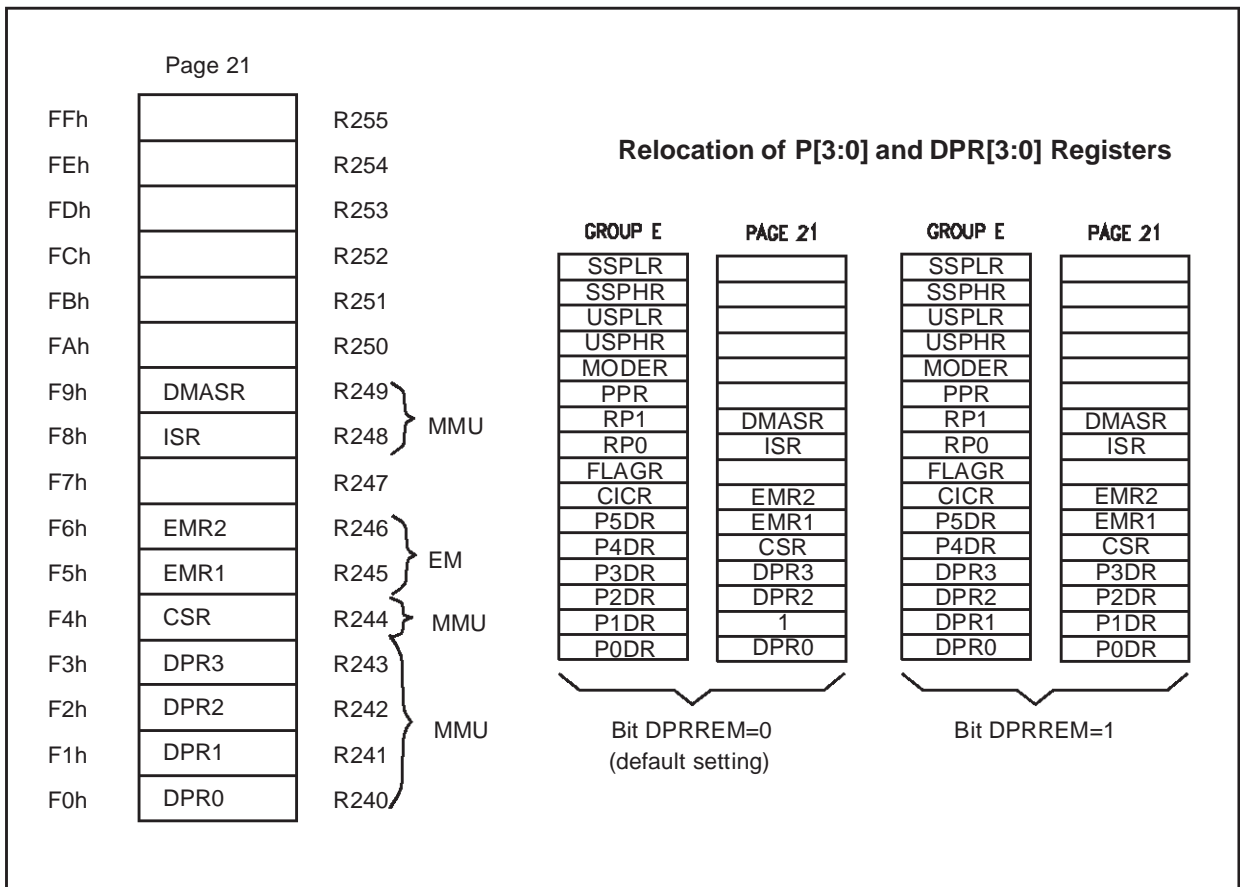 Page 21
FFh R255
FEh R254
FDh R253
FCh R252
FBh R251
FAh R250
F9h DMASR R249
F8h ISR R248
MMU
F7h R247
F6h EMR2 R246
F5h EMR1 R245
EM
F4h CSR R244 MMU
F3h DPR3 R243
F2h DPR2 R242
MMU
F1h DPR1 R241
F0h DPR0 R240
Relocation of P[3:0] and DPR[3:0] Registers
GROUP E PAGE 21 GROUP E PAGE 21
SSPLR SSPLR
SSPHR SSPHR
USPLR USPLR
USPHR USPHR
MODER MODER
PPR PPR
RP1 DMASR RP1 DMASR
RP0 ISR RP0 ISR
FLAGR FLAGR
CICR EMR2 CICR EMR2
P5DR EMR1 P5DR EMR1
P4DR CSR P4DR CSR
P3DR DPR3 DPR3 P3DR
P2DR DPR2 DPR2 P2DR
P1DR 1 DPR1 P1DR
P0DR DPR0 DPR0 P0DR
Bit DPRREM=0 Bit DPRREM=1
(default setting)